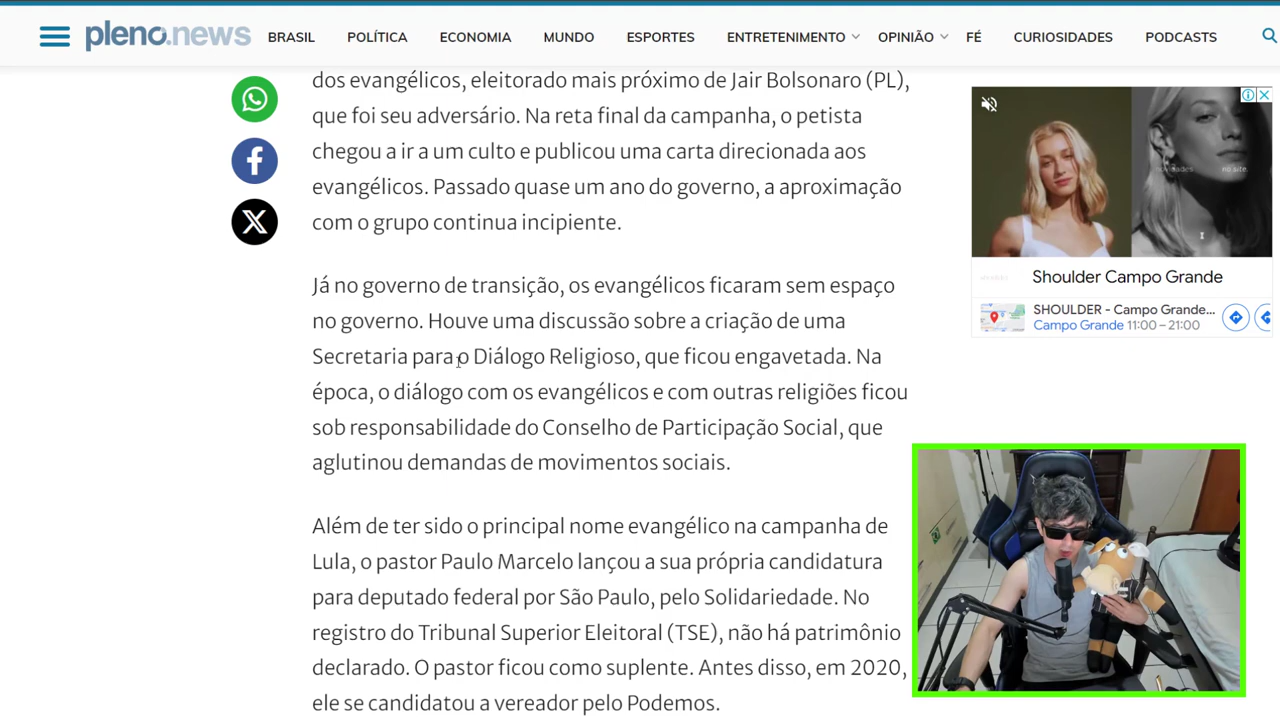 pleno.news BRASIL POLÍTICA ECONOMIA MUNDO ESPORTES ENTRETENIMENTO OPINIÃO FÉ CURIOSIDADES PODCASTS
dos evangélicos, eleitorado mais próximo de Jair Bolsonaro (PL),
que foi seu adversário. Na reta final da campanha, o petista
chegou a ir a um culto e publicou uma carta direcionada aos
evangélicos. Passado quase um ano do governo, a aproximação
com o grupo continua incipiente.
Já no governo de transição, os evangélicos ficaram sem espaço
no governo. Houve uma discussão sobre a criação de uma
Secretaria para o Diálogo Religioso, que ficou engavetada. Na
época, o diálogo com os evangélicos e com outras religiões ficou
sob responsabilidade do Conselho de Participação Social, que
aglutinou demandas de movimentos sociais.
Além de ter sido o principal nome evangélico na campanha de
Lula, o pastor Paulo Marcelo lançou a sua própria candidatura
para deputado federal por São Paulo, pelo Solidariedade. No
registro do Tribunal Superior Eleitoral (TSE), não há patrimônio
declarado. O pastor ficou como suplente. Antes disso, em 2020,
ele se candidatou a vereador pelo Podemos.
no site.
Shoulder Campo Grande
SHOULDER - Campo Grande...
Campo Grande 11:00 – 21:00